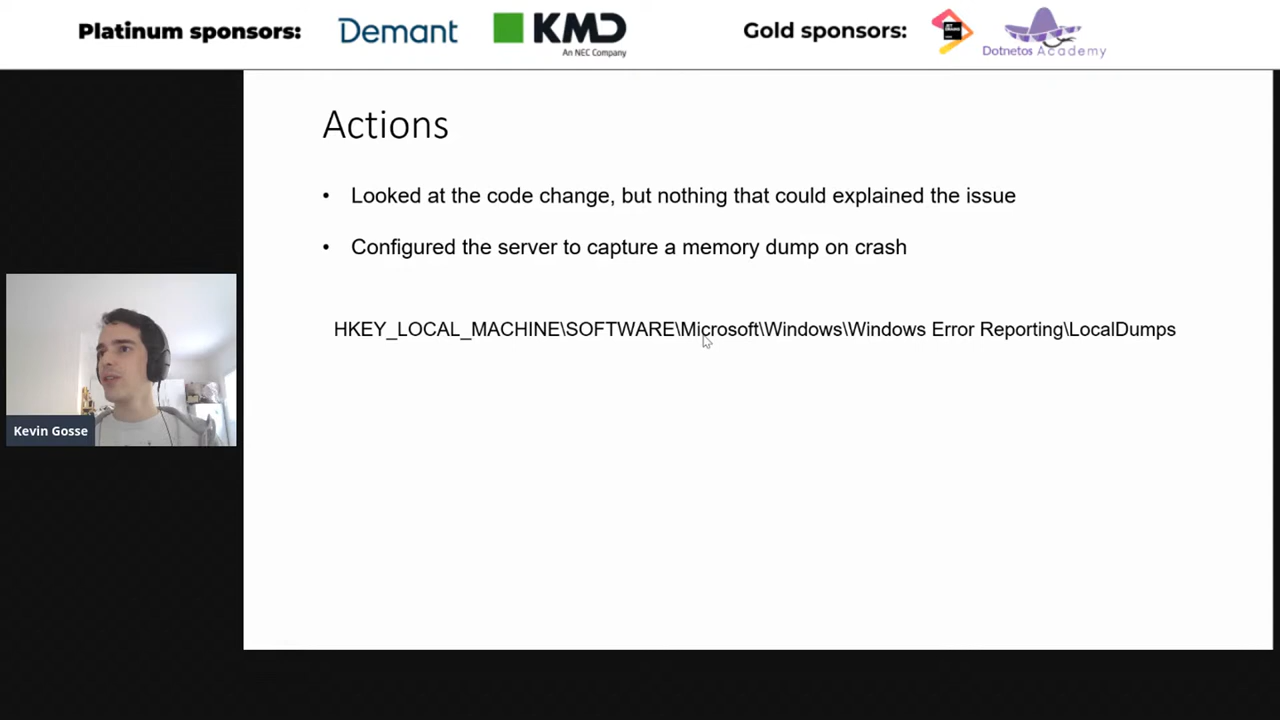 Platinum sponsors:
Demant
KMD
An NEC Company
Gold sponsors:
JET
BRAINS
Dotnetos Academy
Actions
• Looked at the code change, but nothing that could explained the issue
• Configured the server to capture a memory dump on crash
HKEY_LOCAL_MACHINE\SOFTWARE\Microsoft\Windows\Windows Error Reporting\LocalDumps
Kevin Gosse